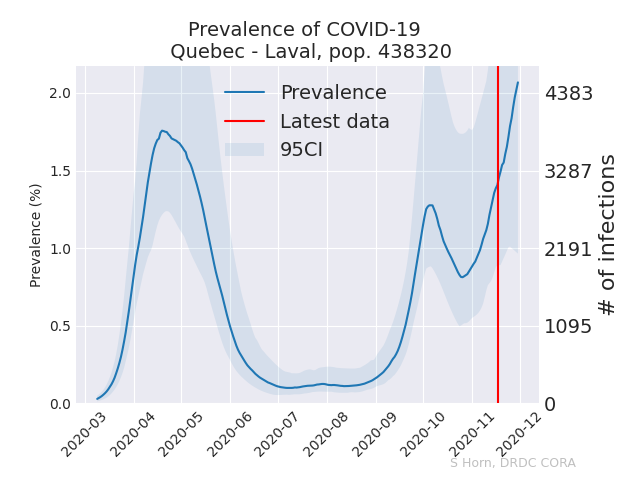 Prevalence of COVID-19
Quebec - Laval, pop. 438320
Prevalence
Latest data
95CI
Prevalence (%)
2.0
1.5
1.0
0.5
0.0
4383
3287
2191
1095
0
# of infections
2020-03
2020-04
2020-05
2020-06
2020-07
2020-08
2020-09
2020-10
2020-11
2020-12
S Horn, DRDC CORA